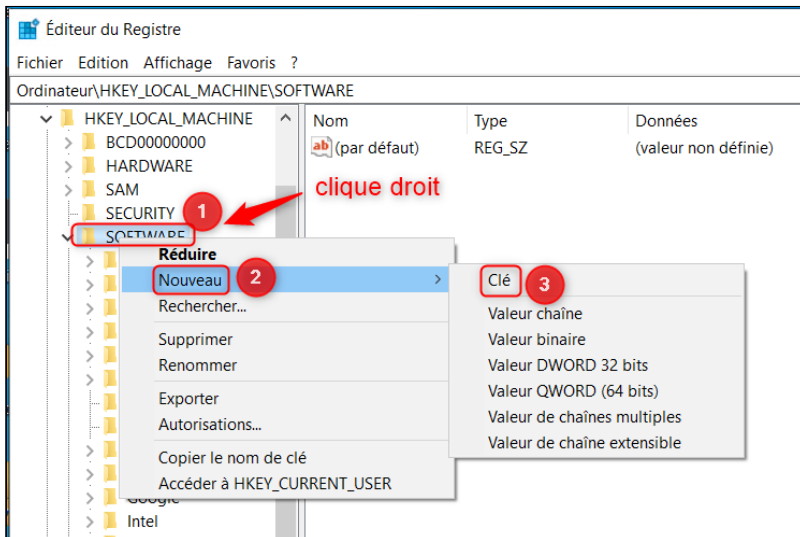 Éditeur du Registre
Fichier Edition Affichage Favoris ?
Ordinateur\HKEY_LOCAL_MACHINE\SOFTWARE
HKEY_LOCAL_MACHINE
BCD00000000
HARDWARE
SAM
SECURITY
SOFTWARE
Nom Type Données
ab (par défaut) REG_SZ (valeur non définie)
1
clique droit
Réduire
Nouveau 2
Rechercher...
Supprimer
Renommer
Exporter
Autorisations...
Copier le nom de clé
Accéder à HKEY_CURRENT_USER
Clé 3
Valeur chaîne
Valeur binaire
Valeur DWORD 32 bits
Valeur QWORD (64 bits)
Valeur de chaînes multiples
Valeur de chaîne extensible
Google
Intel